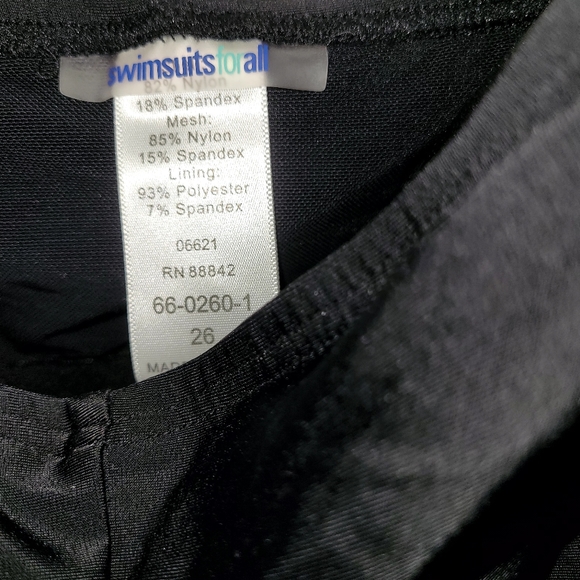 swimsuitsforall
82% Nylon
18% Spandex
Mesh:
85% Nylon
15% Spandex
Lining:
93% Polyester
7% Spandex
06621
RN 88842
66-0260-1
26